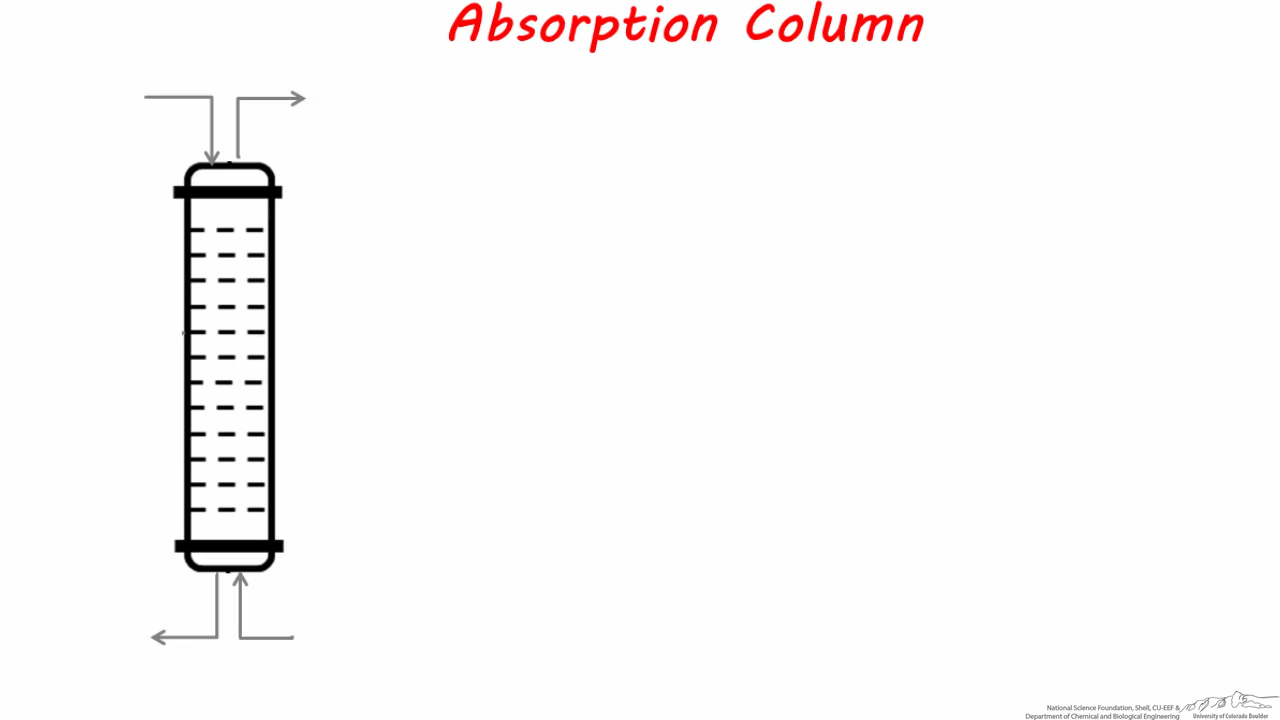 Absorption Column
National Science Foundation, Shell, CU-EEF &
Department of Chemical and Biological Engineering
University of Colorado Boulder